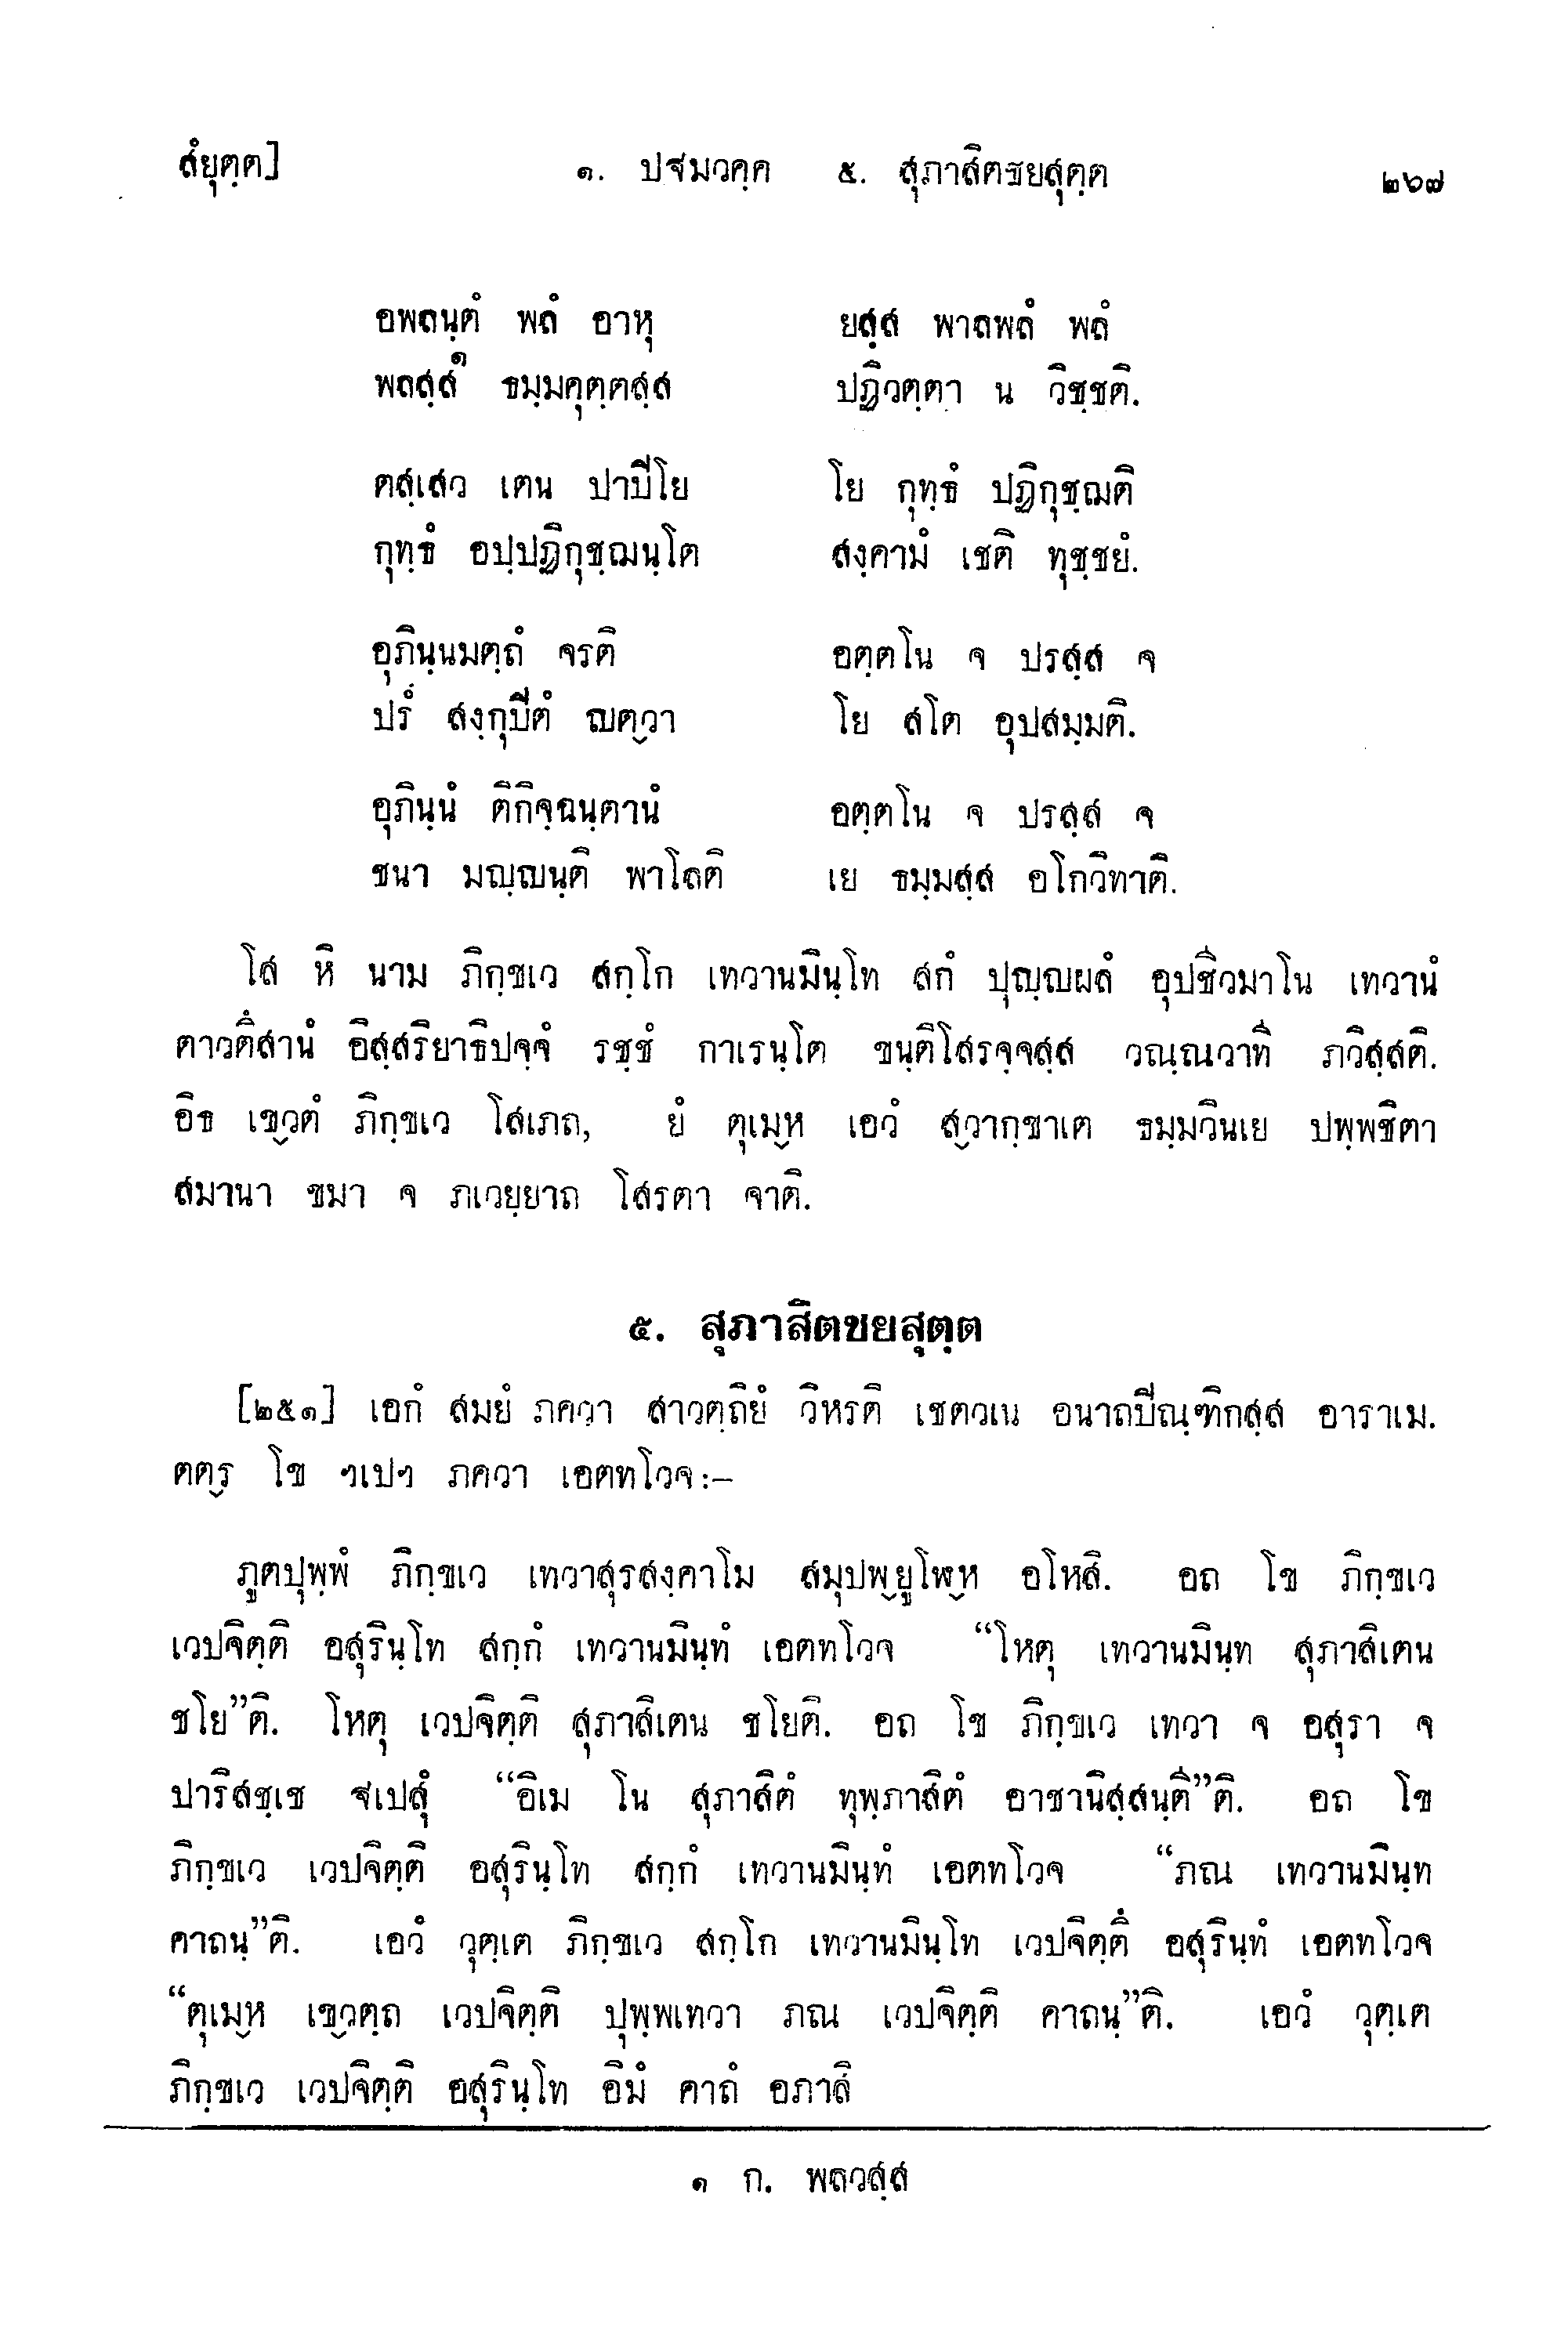 สํยุตฺต]	๑. ปฐมวคฺค ๕. สุภาสิตชยสุตฺต	๒๖๗
อพลนฺตํ พลํ อาหุ	ยสฺส พาลพลํ พลํ
พลสฺสํ๑ ธมฺมคุตฺตสฺส	ปฏิวตฺตา น วิชฺชติ.
ตสฺเสว เตน ปาปิโย	โย กุทฺธํ ปฏิกุชฺฌติ
กุทฺธํ อปฺปฏิกุชฺฌนฺโต	สงฺคามํ เชติ ทุชฺชยํ.
อุภินฺนมตฺถํ จรติ	อตฺตโน จ ปรสฺส จ
ปรํ สงฺกุปิตํ ญตฺวา	โย สโต อุปสมฺมติ.
อุภินฺนํ ติกิจฺฉนฺตานํ	อตฺตโน จ ปรสฺส จ
ชนา มญฺญนฺติ พาโลติ	เย ธมฺมสฺส อโกวิทาติ.
โส หิ นาม ภิกฺขเว สกฺโก เทวานมินฺโท สกํ ปุญฺญผลํ อุปชีวมาโน เทวานํ
ตาวตึสานํ อิสฺสริยาธิปจฺจํ รชฺชํ กาเรนฺโต ขนฺติโสรจฺจสฺส วณฺณวาที ภวิสฺสติ.
อิธ เขฺวตํ ภิกฺขเว โสเภถ, ยํ ตุเมฺห เอวํ สฺวากฺขาเต ธมฺมวินเย ปพฺพชิตา
สมานา ขมา จ ภเวยฺยาถ โสรตา จาติ.
๕. สุภาสิตชยสุตฺต
[๒๕๑] เอกํ สมยํ ภควา สาวตฺถิยํ วิหรติ เชตวเน อนาถปิณฺฑิกสฺส อาราเม.
ตตฺร โข ฯเปฯ ภควา เอตทโวจ:–
ภูตปุพฺพํ ภิกฺขเว เทวาสุรสงฺคาโม สมุปพฺยูโฬฺห อโหสิ. อถ โข ภิกฺขเว
เวปจิตฺติ อสุรินฺโท สกฺกํ เทวานมินฺทํ เอตทโวจ “โหตุ เทวานมินฺท สุภาสิเตน
ชโย”ติ. โหตุ เวปจิตฺติ สุภาสิเตน ชโยติ. อถ โข ภิกฺขเว เทวา จ อสุรา จ
ปาริสชฺเช ฐเปสุํ “อิเม โน สุภาสิตํ ทุพฺภาสิตํ อาชานิสฺสนฺตี”ติ. อถ โข
ภิกฺขเว เวปจิตฺติ อสุรินฺโท สกฺกํ เทวานมินฺทํ เอตทโวจ “ภณ เทวานมินฺท
คาถนฺ”ติ. เอวํ วุตฺเต ภิกฺขเว สกฺโก เทวานมินฺโท เวปจิตฺตึ อสุรินฺทํ เอตทโวจ
“ตุเมฺห เขฺวตฺถ เวปจิตฺติ ปุพฺพเทวา ภณ เวปจิตฺติ คาถนฺ”ติ. เอวํ วุตฺเต
ภิกฺขเว เวปจิตฺติ อสุรินฺโท อิมํ คาถํ อภาสิ
๑ ก. พลวสฺส